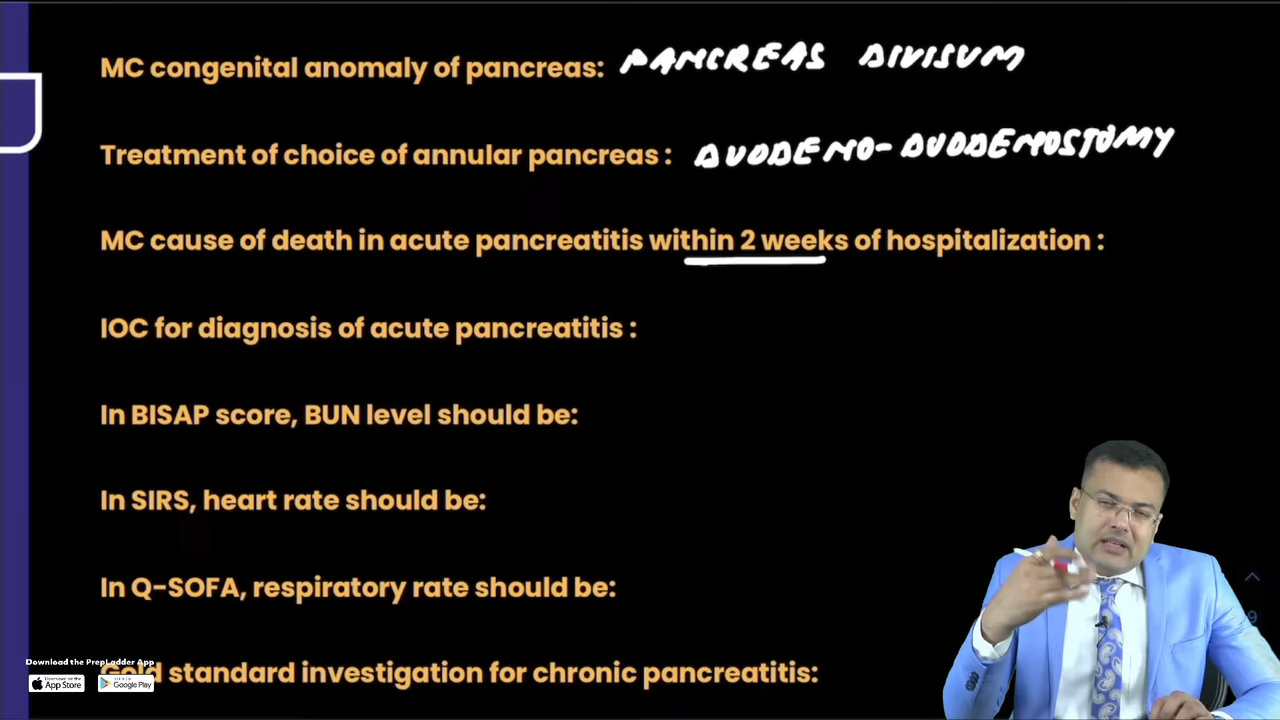 MC congenital anomaly of pancreas: PANCREAS DIVISUM
Treatment of choice of annular pancreas : DUODENO-DUODENOSTOMY
MC cause of death in acute pancreatitis within 2 weeks of hospitalization :
IOC for diagnosis of acute pancreatitis :
In BISAP score, BUN level should be:
In SIRS, heart rate should be:
In Q-SOFA, respiratory rate should be:
Download the PrepLadder App
Gold standard investigation for chronic pancreatitis:
App Store
Google Play